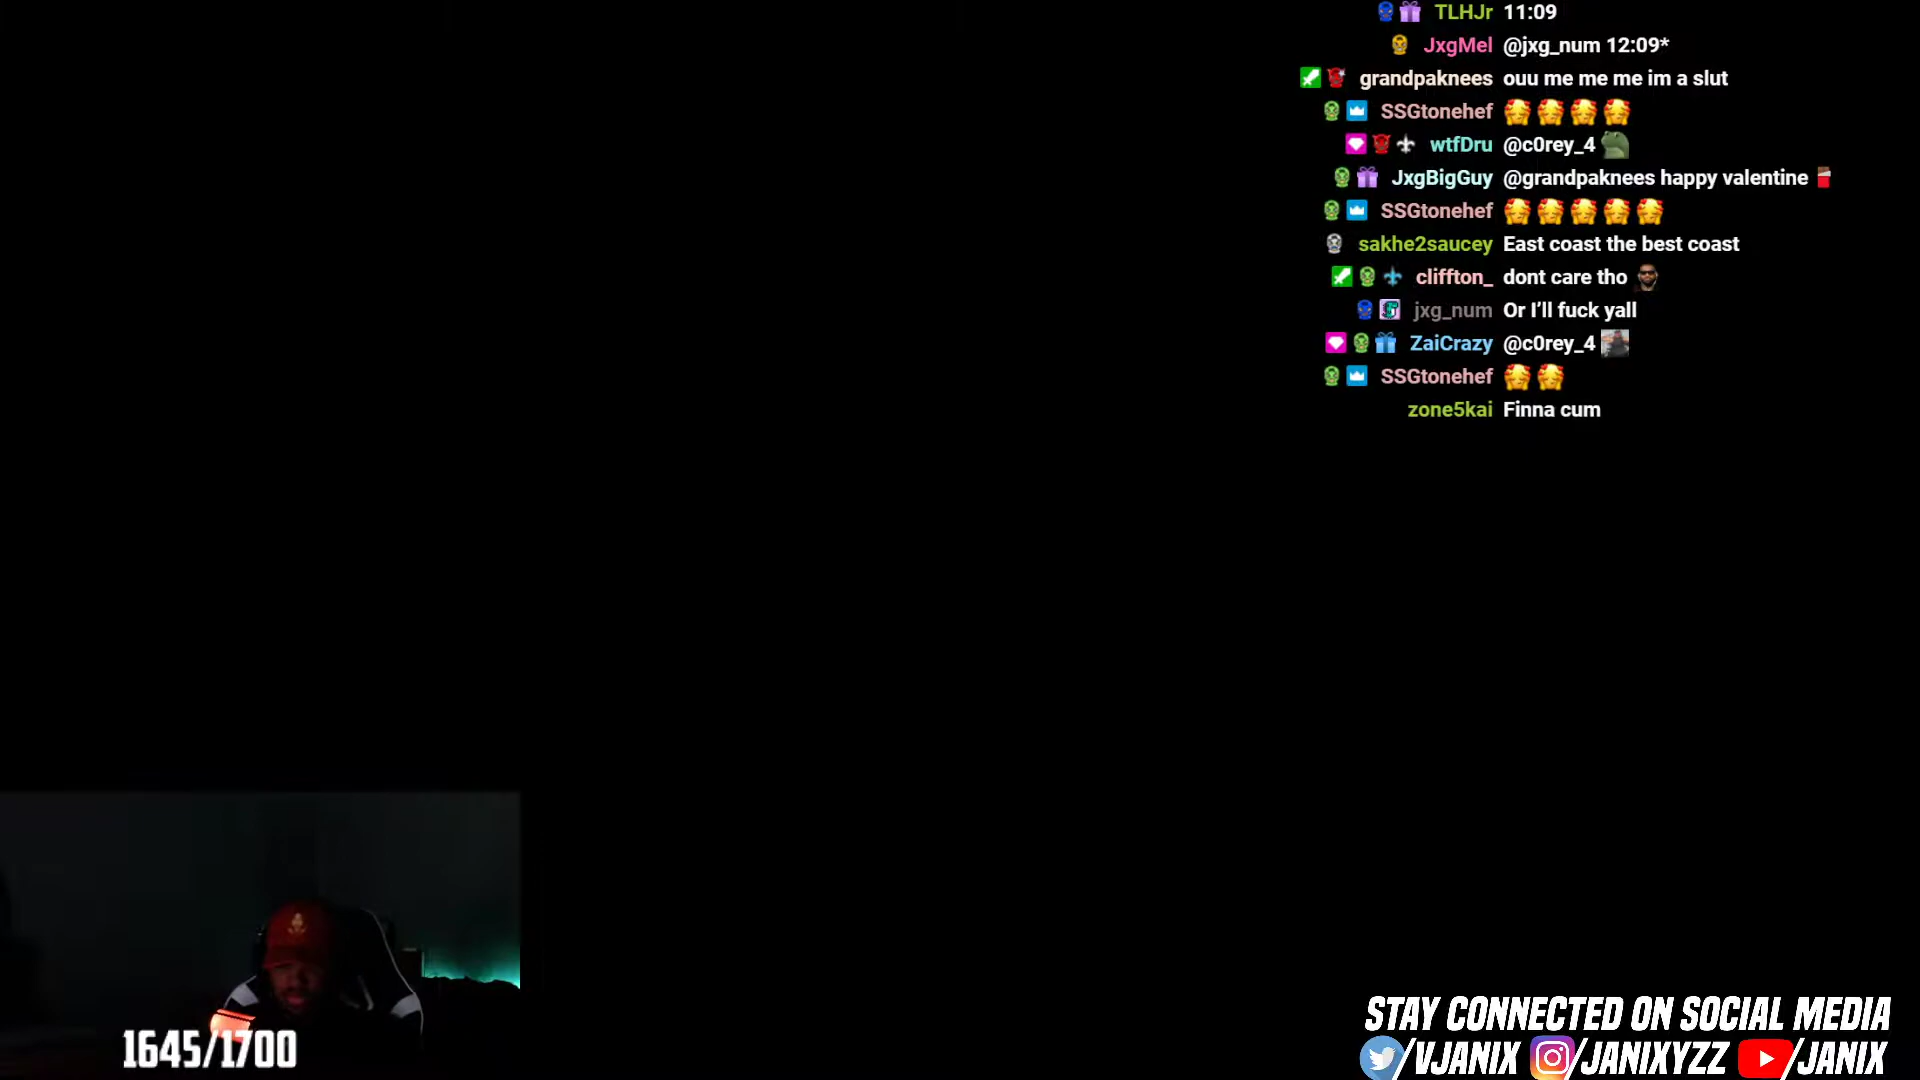 TLHJr 11:09
JxgMel @jxg_num 12:09*
grandpaknees ouu me me me im a slut
SSGtonehef 🥰 🥰 🥰 🥰
wtfDru @c0rey_4
JxgBigGuy @grandpaknees happy valentine 🍫
SSGtonehef 🥰 🥰 🥰 🥰 🥰
sakhe2saucey East coast the best coast
cliffton_ dont care tho
jxg_num Or I’ll fuck yall
ZaiCrazy @c0rey_4
SSGtonehef 🥰 🥰
zone5kai Finna cum
1645/1700
STAY CONNECTED ON SOCIAL MEDIA
/VJANIX /JANIXYZZ /JANIX